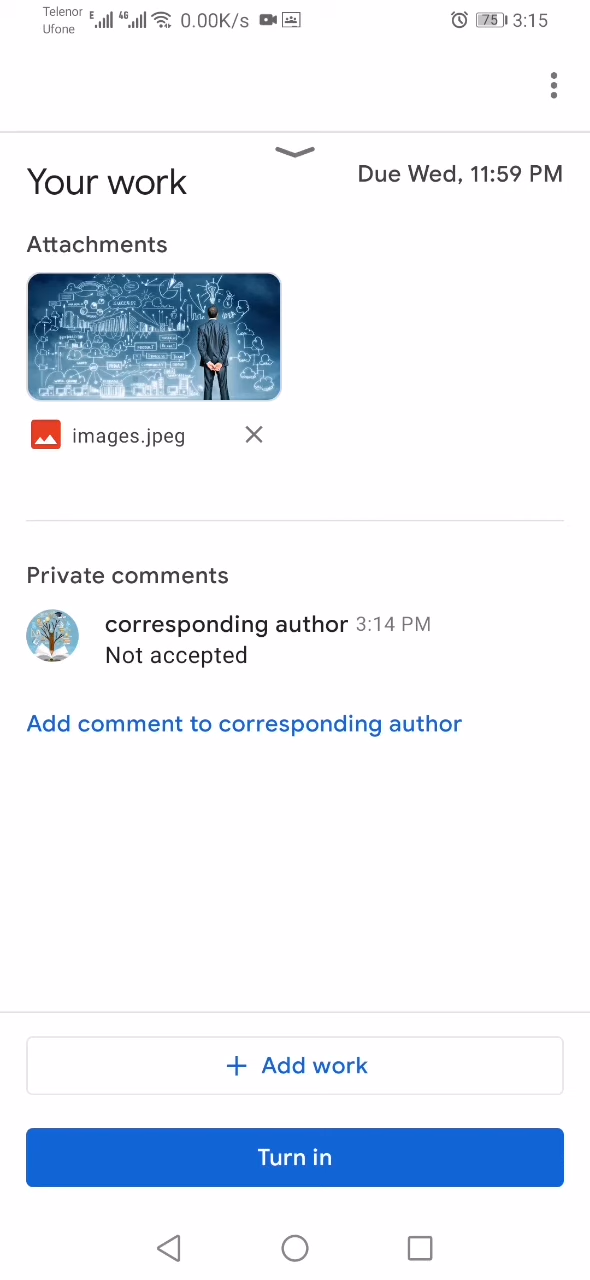 Telenor
Ufone
E
4G
0.00K/s
75
3:15
Your work
Due Wed, 11:59 PM
Attachments
images.jpeg
Private comments
corresponding author 3:14 PM
Not accepted
Add comment to corresponding author
+ Add work
Turn in